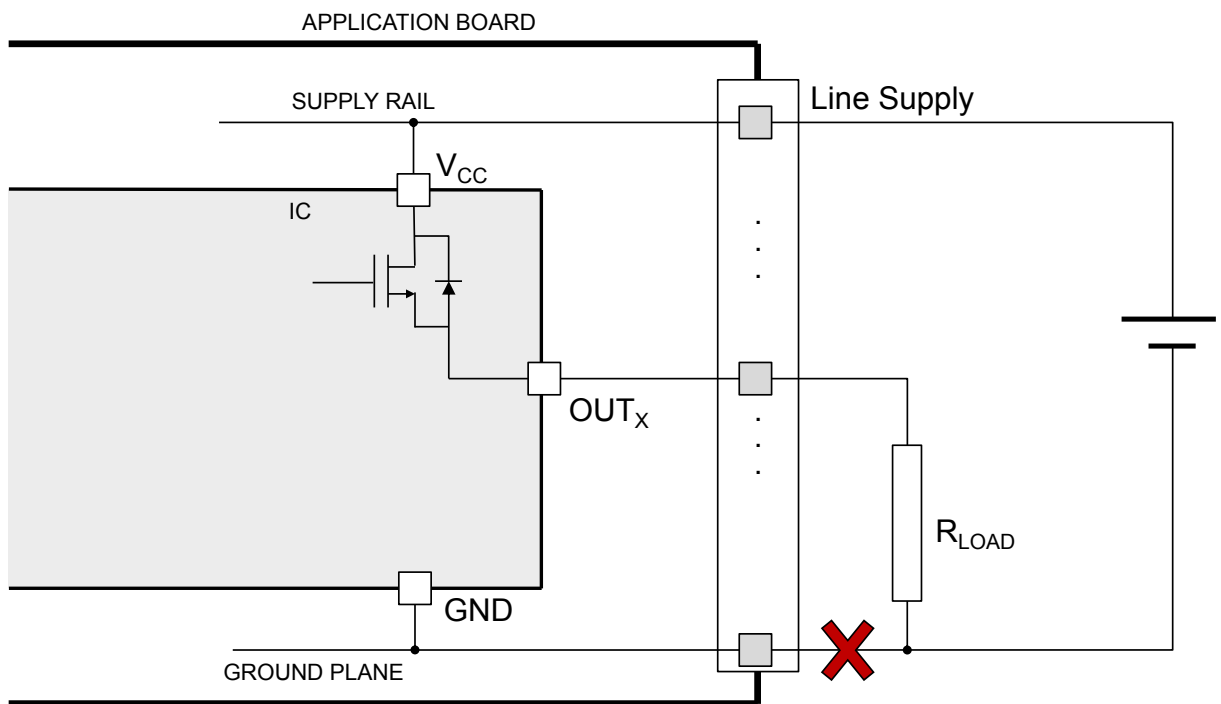 APPLICATION BOARD
SUPPLY RAIL
Line Supply
VCC
IC
OUTX
RLOAD
GND
GROUND PLANE